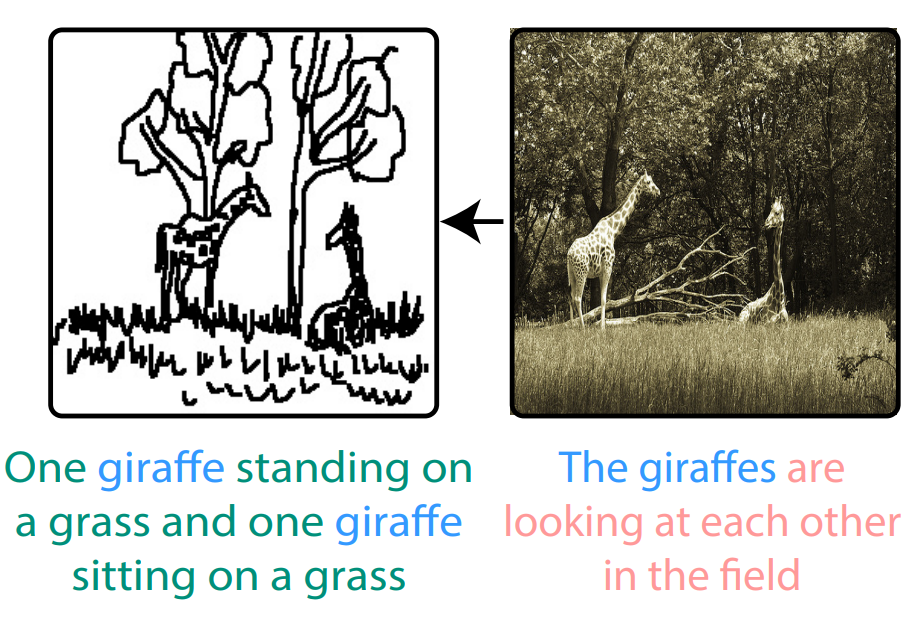 One giraffe standing on
a grass and one giraffe
sitting on a grass
The giraffes are
looking at each other
in the field